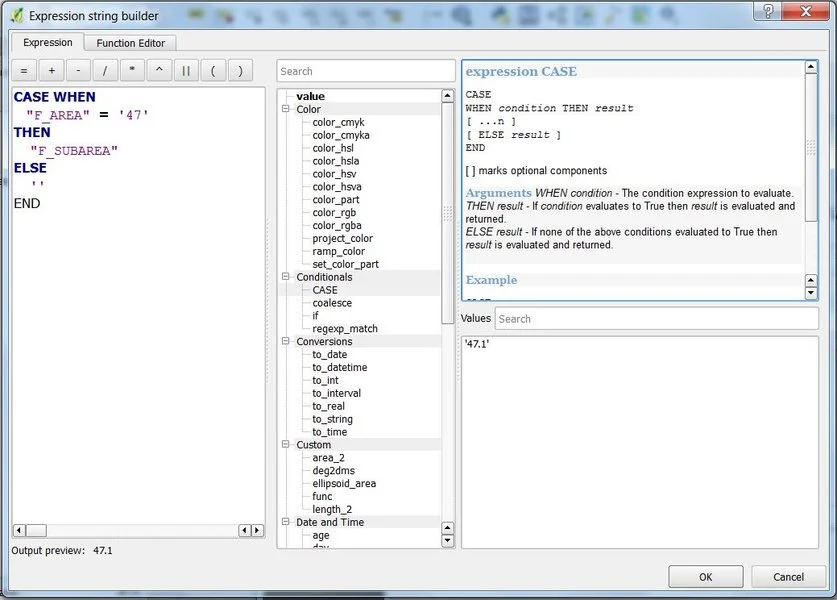 Expression string builder
Expression
Function Editor
= + - / * ^ || ( )
CASE WHEN
"F_AREA" = '47'
THEN
"F_SUBAREA"
ELSE
''
END
Output preview: 47.1
Search
value
Color
color_cmyk
color_cmyka
color_hsl
color_hsla
color_hsv
color_hsva
color_part
color_rgb
color_rgba
project_color
ramp_color
set_color_part
Conditionals
CASE
coalesce
if
regexp_match
Conversions
to_date
to_datetime
to_int
to_interval
to_real
to_string
to_time
Custom
area_2
deg2dms
ellipsoid_area
func
length_2
Date and Time
age
day
expression CASE
CASE
WHEN condition THEN result
[ ...n ]
[ ELSE result ]
END
[ ] marks optional components
Arguments WHEN condition - The condition expression to evaluate.
THEN result - If condition evaluates to True then result is evaluated and
returned.
ELSE result - If none of the above conditions evaluated to True then
result is evaluated and returned.
Example
CASE
Values Search
'47.1'
OK
Cancel